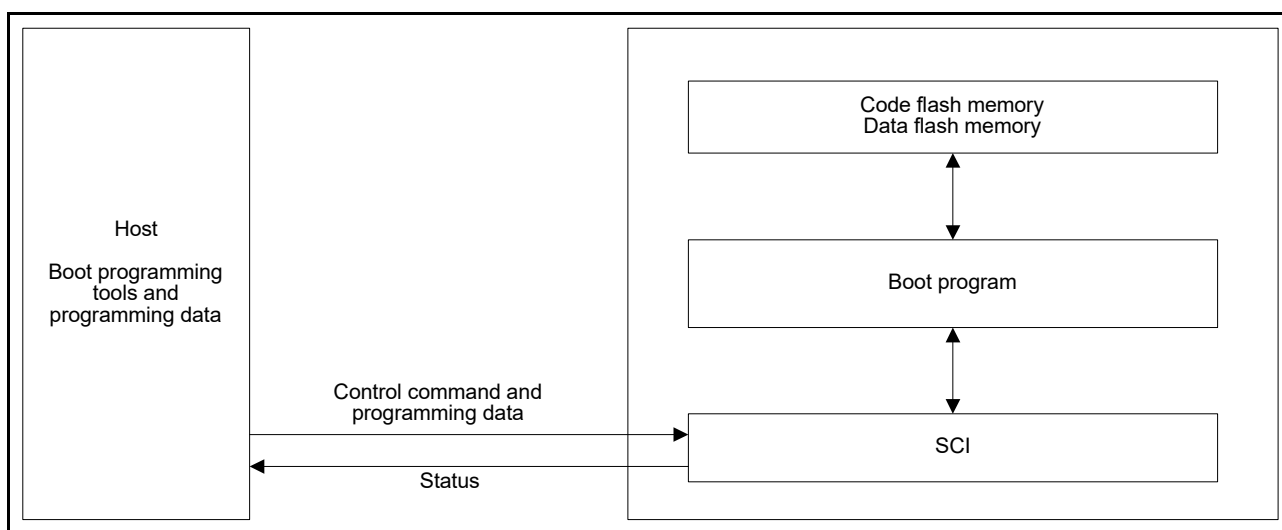 Host
Boot programming
tools and
programming data
Control command and
programming data
Status
Code flash memory
Data flash memory
Boot program
SCI